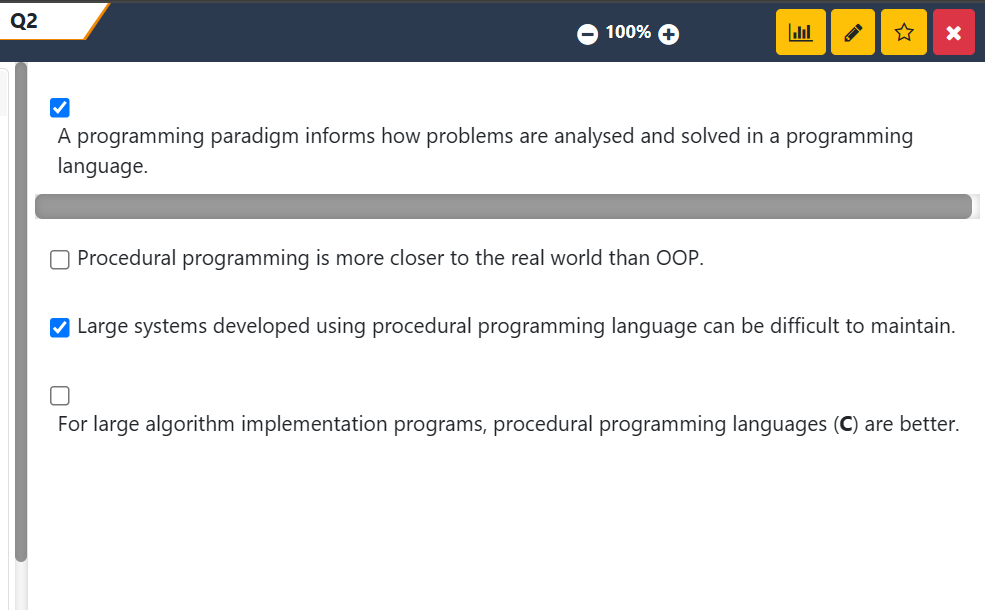 Q2
100%
A programming paradigm informs how problems are analysed and solved in a programming
language.
Procedural programming is more closer to the real world than OOP.
Large systems developed using procedural programming language can be difficult to maintain.
For large algorithm implementation programs, procedural programming languages (C) are better.